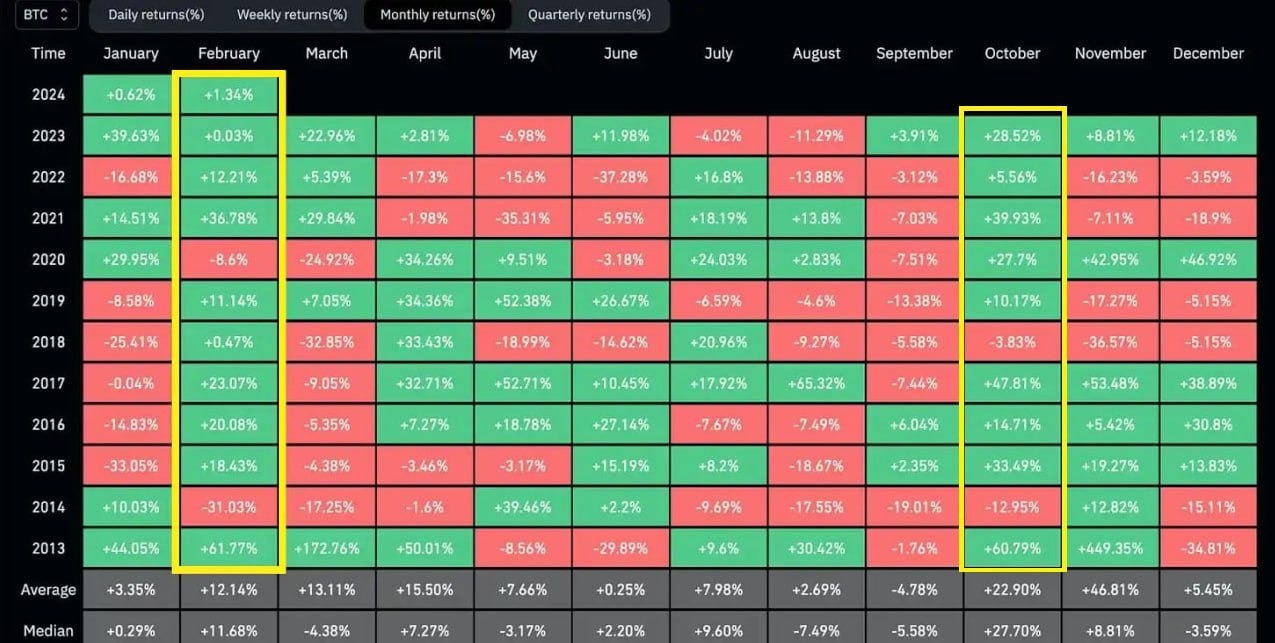 BTC Daily returns(%) Weekly returns(%) Monthly returns(%) Quarterly returns(%)
Time January February March April May June July August September October November December
2024 +0.62% +1.34%
2023 +39.63% +0.03% +22.96% +2.81% -6.98% +11.98% -4.02% -11.29% +3.91% +28.52% +8.81% +12.18%
2022 -16.68% +12.21% +5.39% -17.3% -15.6% -37.28% +16.8% -13.88% -3.12% +5.56% -16.23% -3.59%
2021 +14.51% +36.78% +29.84% -1.98% -35.31% -5.95% +18.19% +13.8% -7.03% +39.93% -7.11% -18.9%
2020 +29.95% -8.6% -24.92% +34.26% +9.51% -3.18% +24.03% +2.83% -7.51% +27.7% +42.95% +46.92%
2019 -8.58% +11.14% +7.05% +34.36% +52.38% +26.67% -6.59% -4.6% -13.38% +10.17% -17.27% -5.15%
2018 -25.41% +0.47% -32.85% +33.43% -18.99% -14.62% +20.96% -9.27% -5.58% -3.83% -36.57% -5.15%
2017 -0.04% +23.07% -9.05% +32.71% +52.71% +10.45% +17.92% +65.32% -7.44% +47.81% +53.48% +38.89%
2016 -14.83% +20.08% -5.35% +7.27% +18.78% +27.14% -7.67% -7.49% +6.04% +14.71% +5.42% +30.8%
2015 -33.05% +18.43% -4.38% -3.46% -3.17% +15.19% +8.2% -18.67% +2.35% +33.49% +19.27% +13.83%
2014 +10.03% -31.03% -17.25% -1.6% +39.46% +2.2% -9.69% -17.55% -19.01% -12.95% +12.82% -15.11%
2013 +44.05% +61.77% +172.76% +50.01% -8.56% -29.89% +9.6% +30.42% -1.76% +60.79% +449.35% -34.81%
Average +3.35% +12.14% +13.11% +15.50% +7.66% +0.25% +7.98% +2.69% -4.78% +22.90% +46.81% +5.45%
Median +0.29% +11.68% -4.38% +7.27% -3.17% +2.20% +9.60% -7.49% -5.58% +27.70% +8.81% -3.59%